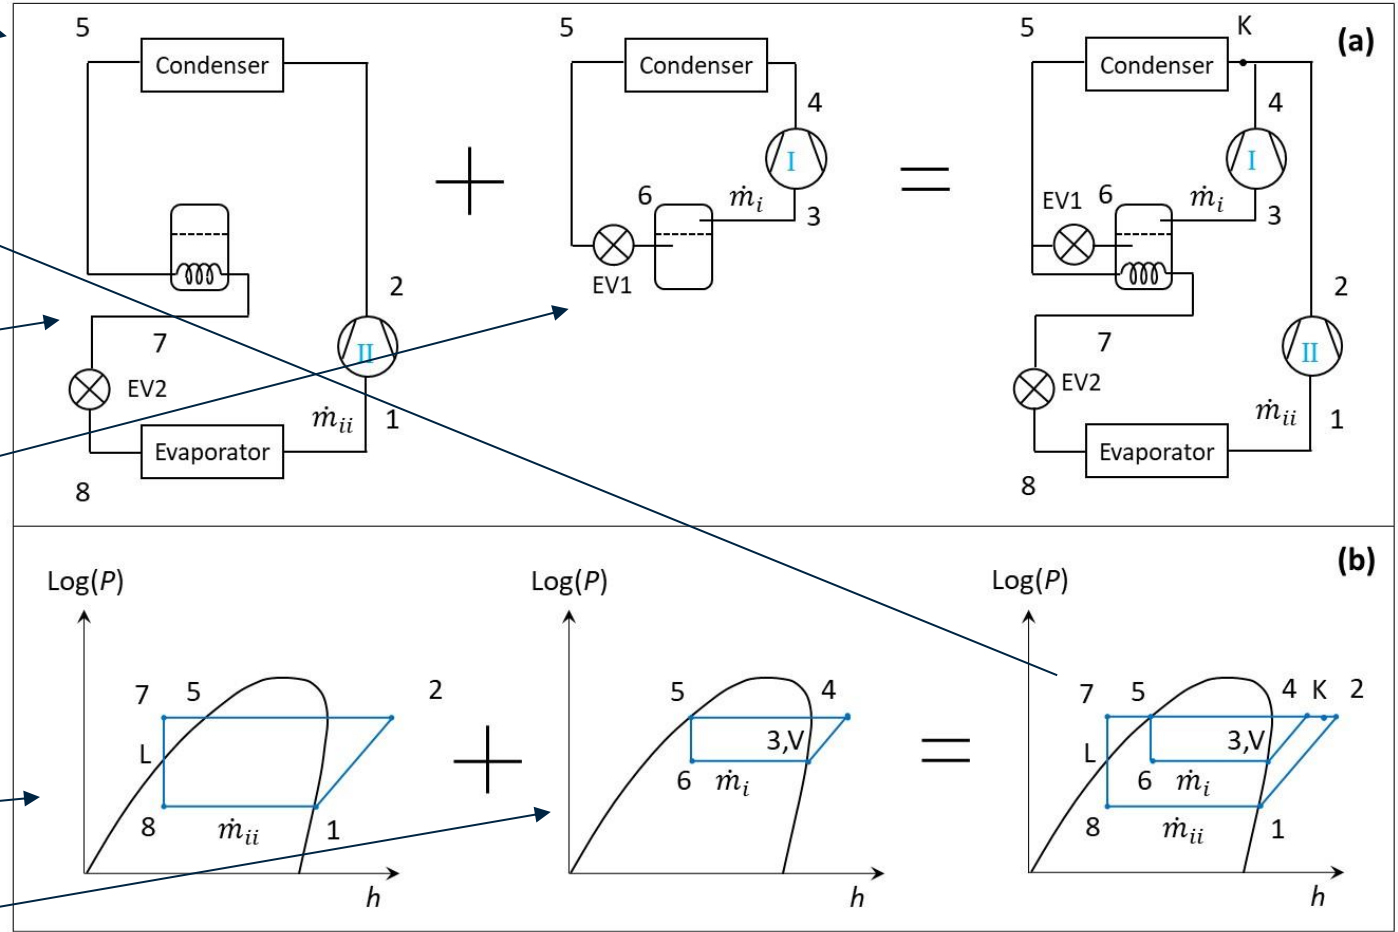 5
Condenser
7
EV2
2
II
ṁii
1
Evaporator
8
5
Condenser
4
I
6
ṁi
3
EV1
5
K
(a)
Condenser
4
I
EV1
6
ṁi
3
2
7
II
EV2
ṁii
1
Evaporator
8
(b)
Log(P)
7 5 2
L
8 ṁii 1
h
Log(P)
5 4
3,V
6 ṁi
h
Log(P)
7 5 4 K 2
L 3,V
6 ṁi
8 ṁii 1
h